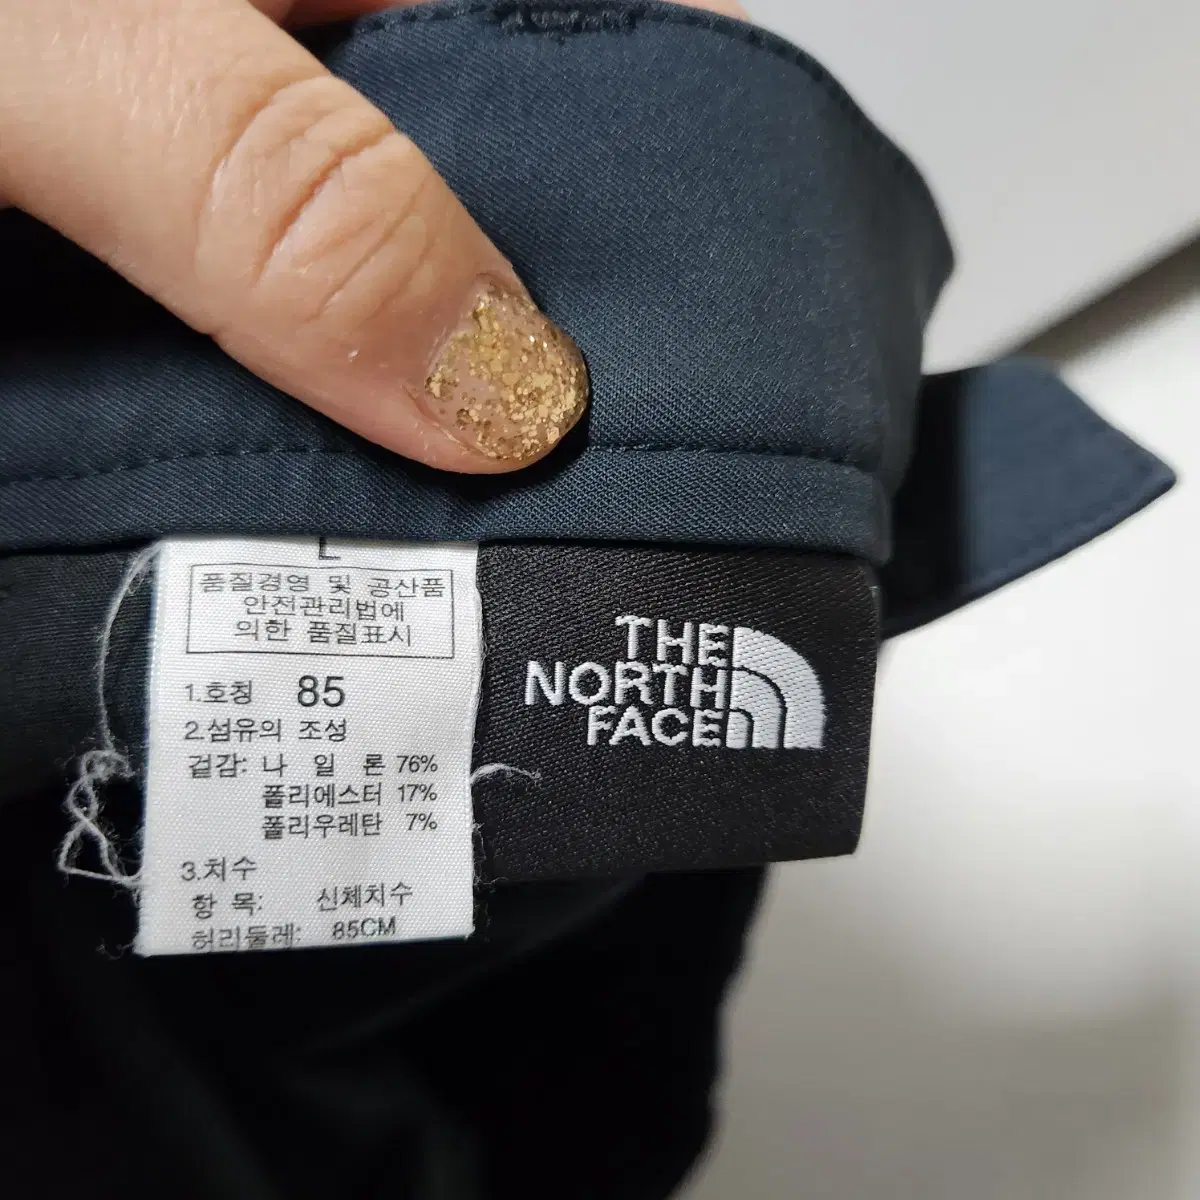 L
품질경영 및 공산품
안전관리법에
의한 품질표시
1.호칭 85
2.섬유의 조성
겉감: 나 일 론 76%
폴리에스터 17%
폴리우레탄 7%
3.치수
항 목: 신체치수
허리둘레: 85CM
THE
NORTH
FACE